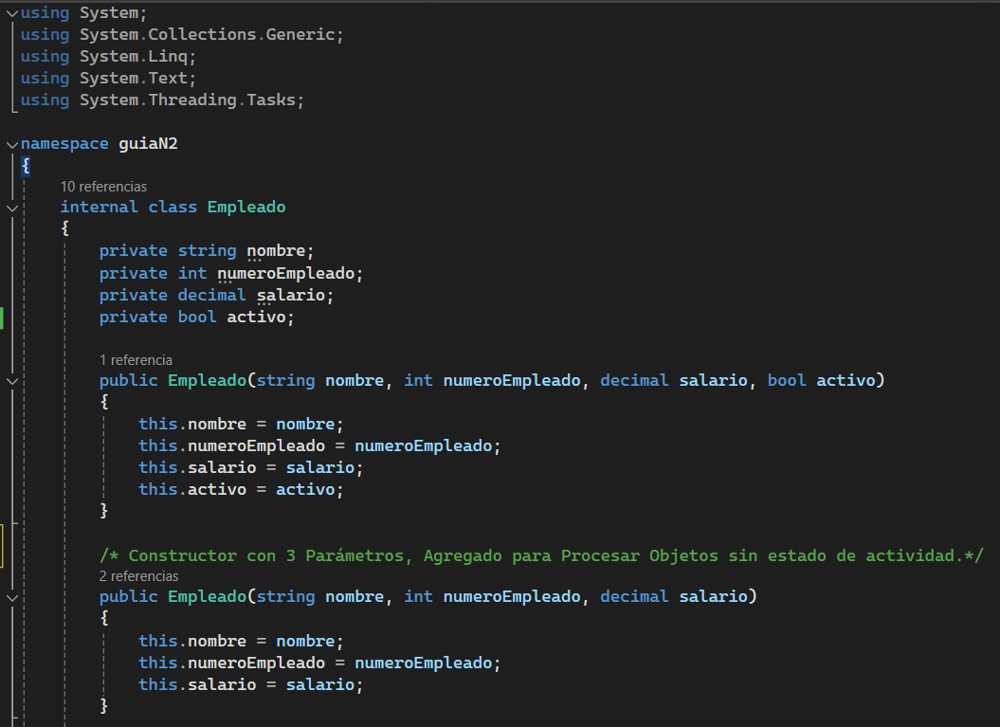 using System;
using System.Collections.Generic;
using System.Linq;
using System.Text;
using System.Threading.Tasks;
namespace guiaN2
{
10 referencias
internal class Empleado
{
private string nombre;
private int numeroEmpleado;
private decimal salario;
private bool activo;
1 referencia
public Empleado(string nombre, int numeroEmpleado, decimal salario, bool activo)
{
this.nombre = nombre;
this.numeroEmpleado = numeroEmpleado;
this.salario = salario;
this.activo = activo;
}
/* Constructor con 3 Parámetros, Agregado para Procesar Objetos sin estado de actividad.*/
2 referencias
public Empleado(string nombre, int numeroEmpleado, decimal salario)
{
this.nombre = nombre;
this.numeroEmpleado = numeroEmpleado;
this.salario = salario;
}